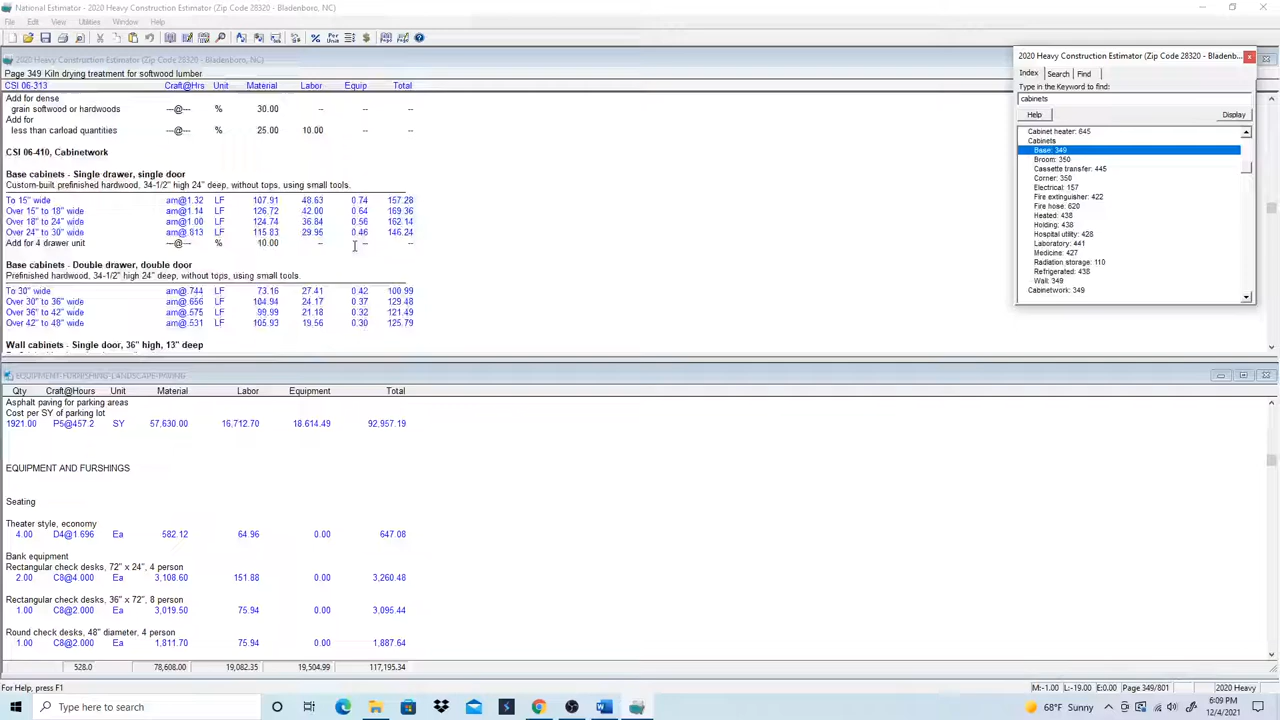 National Estimator - [2020 Heavy Construction Estimator (Zip Code 28320 - Bladenboro, NC)
File Edit View Utilities Window Help
2020 Heavy Construction Estimator (Zip Code 28320 - Bladenboro, NC)
Page 349 Kiln drying treatment for softwood lumber
CSI 06-313 Craft@Hrs Unit Material Labor Equip Total
Add for dense
grain softwood or hardwoods ---@--- % 30.00 -- -- --
Add for
less than carload quantities ---@--- % 25.00 10.00 -- --
CSI 06-410, Cabinetwork
Base cabinets - Single drawer, single door
Custom-built prefinished hardwood, 34-1/2" high 24" deep, without tops, using small tools.
To 15" wide am@1.32 LF 107.91 48.63 0.74 157.28
Over 15" to 18" wide am@1.14 LF 126.72 42.00 0.64 169.36
Over 18" to 24" wide am@1.00 LF 124.74 36.84 0.56 162.14
Over 24" to 30" wide am@.813 LF 115.83 29.95 0.46 146.24
Add for 4 drawer unit ---@--- % 10.00 -- -- --
Base cabinets - Double drawer, double door
Prefinished hardwood, 34-1/2" high 24" deep, without tops, using small tools.
To 30" wide am@.744 LF 73.16 27.41 0.42 100.99
Over 30" to 36" wide am@.656 LF 104.94 24.17 0.37 129.48
Over 36" to 42" wide am@.575 LF 99.99 21.18 0.32 121.49
Over 42" to 48" wide am@.531 LF 105.93 19.56 0.30 125.79
Wall cabinets - Single door, 36" high, 13" deep
2020 Heavy Construction Estimator (Zip Code 28320 - Bladenb...
Index Search Find
Type in the Keyword to find:
cabinets
Help Display
Cabinet heater: 645
Cabinets
Base: 349
Broom: 350
Cassette transfer: 445
Corner: 350
Electrical: 157
Fire extinguisher: 422
Fire hose: 620
Heated: 438
Holding: 438
Hospital utility: 428
Laboratory: 441
Medicine: 427
Radiation storage: 110
Refrigerated: 438
Wall: 349
Cabinetwork: 349
EQUIPMENT-FURNISHING-LANDSCAPE-PAVING
Qty Craft@Hours Unit Material Labor Equipment Total
Asphalt paving for parking areas
Cost per SY of parking lot
1921.00 P5@457.2 SY 57,630.00 16,712.70 18,614.49 92,957.19
EQUIPMENT AND FURSHINGS
Seating
Theater style, economy
4.00 D4@1.696 Ea 582.12 64.96 0.00 647.08
Bank equipment
Rectangular check desks, 72" x 24", 4 person
2.00 C8@4.000 Ea 3,108.60 151.88 0.00 3,260.48
Rectangular check desks, 36" x 72", 8 person
1.00 C8@2.000 Ea 3,019.50 75.94 0.00 3,095.44
Round check desks, 48" diameter, 4 person
1.00 C8@2.000 Ea 1,811.70 75.94 0.00 1,887.64
528.0 78,608.00 19,082.35 19,504.99 117,195.34
For Help, press F1 M:-1.00 L:-19.00 E:0.00 Page 349/801 2020 Heavy
Type here to search 68°F Sunny 6:09 PM
12/4/2021